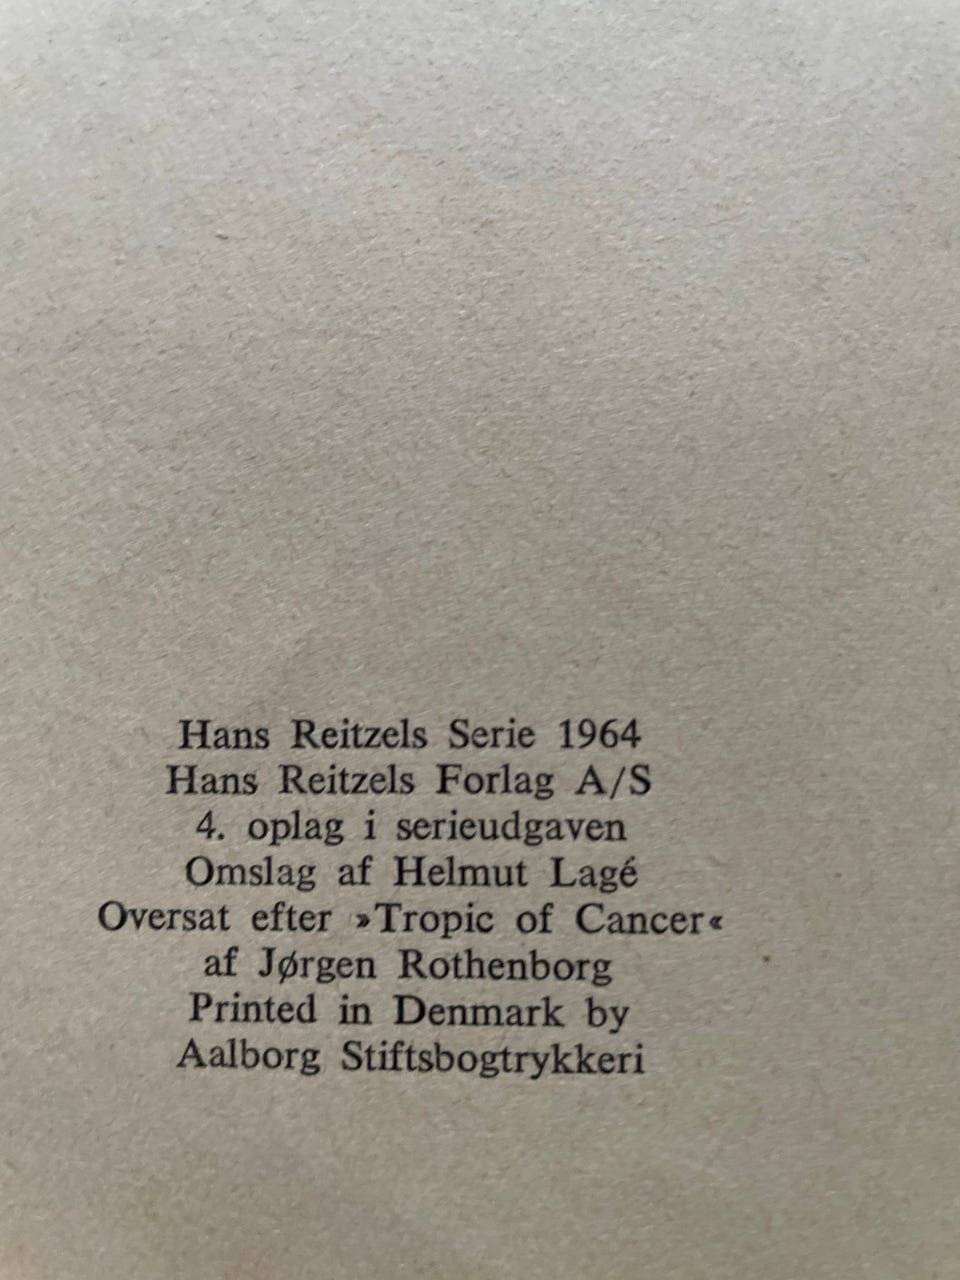 Hans Reitzels Serie 1964
Hans Reitzels Forlag A/S
4. oplag i serieudgaven
Omslag af Helmut Lagé
Oversat efter »Tropic of Cancer«
af Jørgen Rothenborg
Printed in Denmark by
Aalborg Stiftsbogtrykkeri